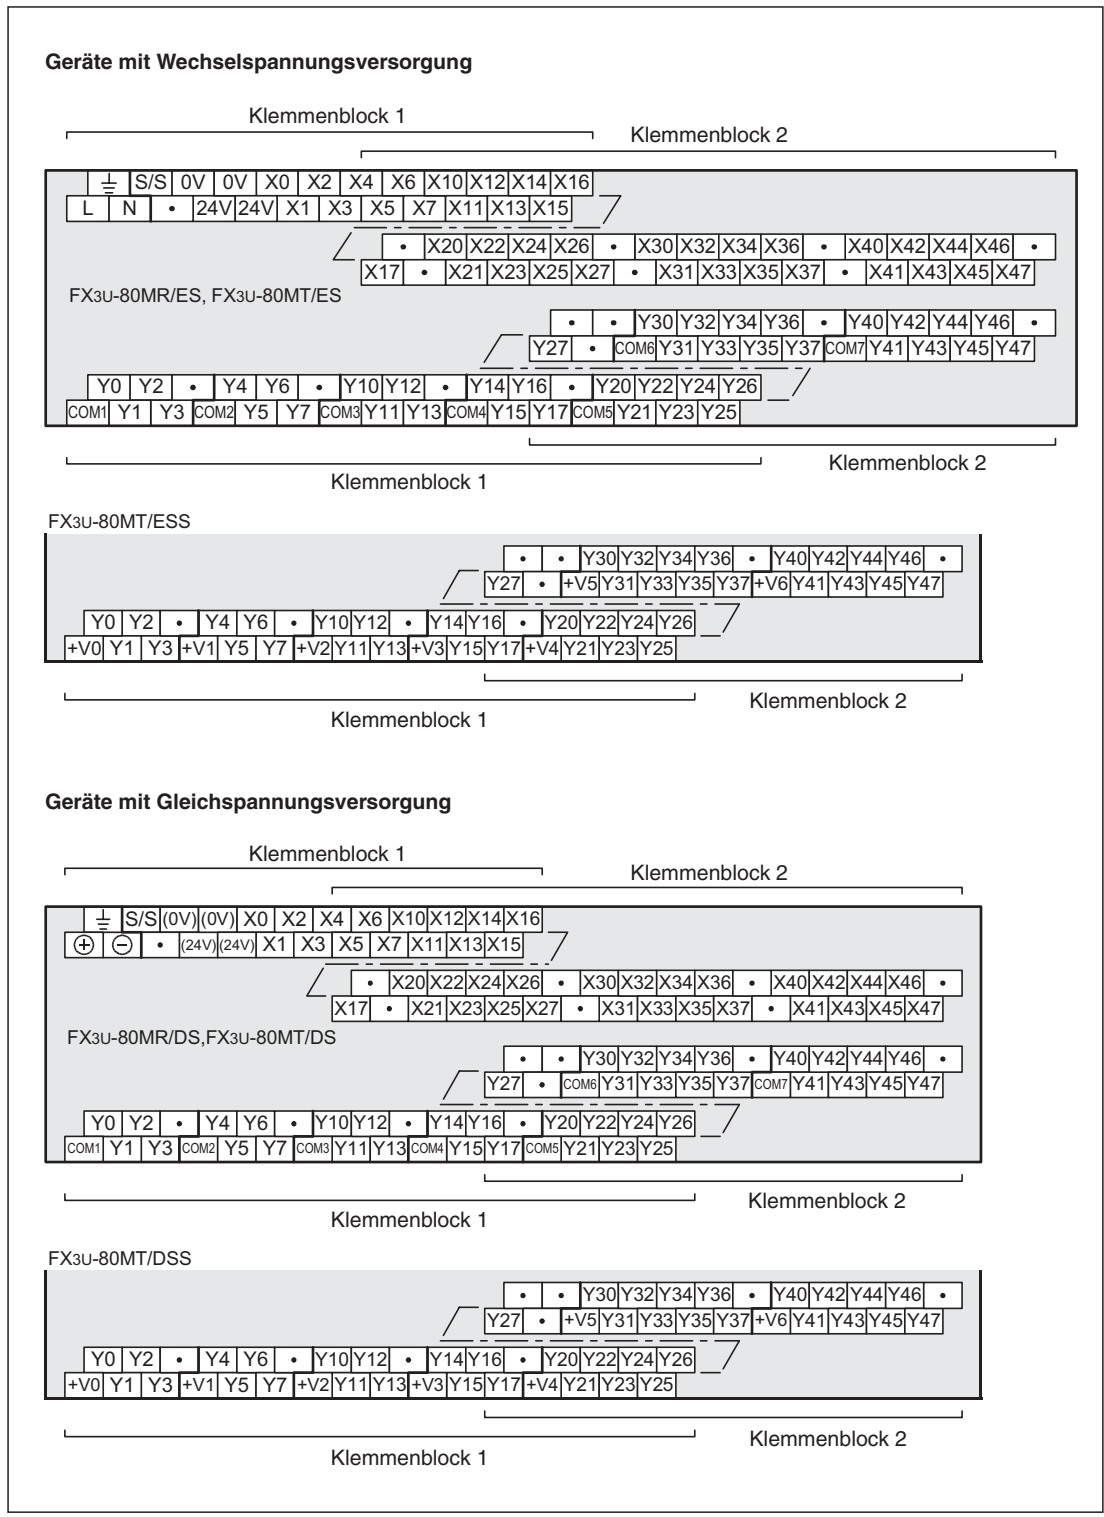 Geräte mit Wechselspannungsversorgung
Klemmenblock 1
Klemmenblock 2
S/S 0V 0V X0 X2 X4 X6 X10 X12 X14 X16
L N • 24V 24V X1 X3 X5 X7 X11 X13 X15
• X20 X22 X24 X26 • X30 X32 X34 X36 • X40 X42 X44 X46 •
X17 • X21 X23 X25 X27 • X31 X33 X35 X37 • X41 X43 X45 X47
FX3U-80MR/ES, FX3U-80MT/ES
• • Y30 Y32 Y34 Y36 • Y40 Y42 Y44 Y46 •
Y27 • COM6 Y31 Y33 Y35 Y37 COM7 Y41 Y43 Y45 Y47
Y0 Y2 • Y4 Y6 • Y10 Y12 • Y14 Y16 • Y20 Y22 Y24 Y26
COM1 Y1 Y3 COM2 Y5 Y7 COM3 Y11 Y13 COM4 Y15 Y17 COM5 Y21 Y23 Y25
Klemmenblock 2
Klemmenblock 1
FX3U-80MT/ESS
• • Y30 Y32 Y34 Y36 • Y40 Y42 Y44 Y46 •
Y27 • +V5 Y31 Y33 Y35 Y37 +V6 Y41 Y43 Y45 Y47
Y0 Y2 • Y4 Y6 • Y10 Y12 • Y14 Y16 • Y20 Y22 Y24 Y26
+V0 Y1 Y3 +V1 Y5 Y7 +V2 Y11 Y13 +V3 Y15 Y17 +V4 Y21 Y23 Y25
Klemmenblock 2
Klemmenblock 1
Geräte mit Gleichspannungsversorgung
Klemmenblock 1
Klemmenblock 2
S/S (0V) (0V) X0 X2 X4 X6 X10 X12 X14 X16
⊕ ⊖ • (24V) (24V) X1 X3 X5 X7 X11 X13 X15
• X20 X22 X24 X26 • X30 X32 X34 X36 • X40 X42 X44 X46 •
X17 • X21 X23 X25 X27 • X31 X33 X35 X37 • X41 X43 X45 X47
FX3U-80MR/DS,FX3U-80MT/DS
• • Y30 Y32 Y34 Y36 • Y40 Y42 Y44 Y46 •
Y27 • COM6 Y31 Y33 Y35 Y37 COM7 Y41 Y43 Y45 Y47
Y0 Y2 • Y4 Y6 • Y10 Y12 • Y14 Y16 • Y20 Y22 Y24 Y26
COM1 Y1 Y3 COM2 Y5 Y7 COM3 Y11 Y13 COM4 Y15 Y17 COM5 Y21 Y23 Y25
Klemmenblock 2
Klemmenblock 1
FX3U-80MT/DSS
• • Y30 Y32 Y34 Y36 • Y40 Y42 Y44 Y46 •
Y27 • +V5 Y31 Y33 Y35 Y37 +V6 Y41 Y43 Y45 Y47
Y0 Y2 • Y4 Y6 • Y10 Y12 • Y14 Y16 • Y20 Y22 Y24 Y26
+V0 Y1 Y3 +V1 Y5 Y7 +V2 Y11 Y13 +V3 Y15 Y17 +V4 Y21 Y23 Y25
Klemmenblock 2
Klemmenblock 1